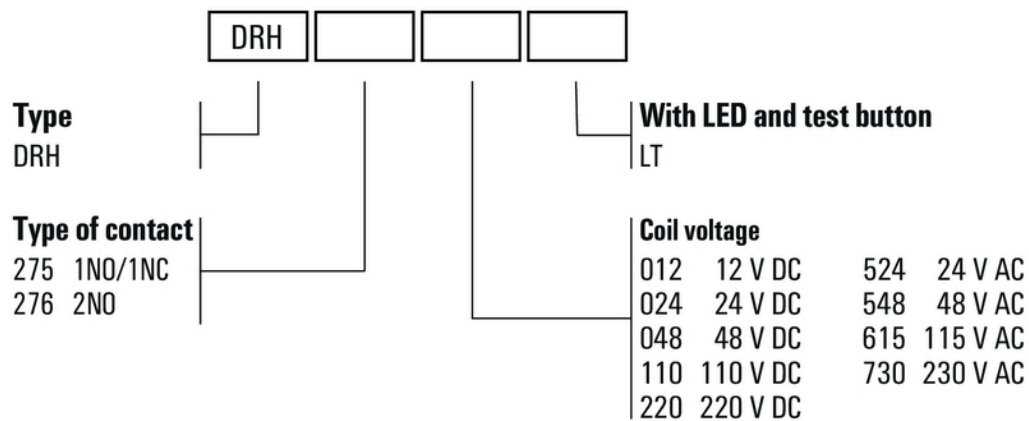 DRH
Type
DRH
With LED and test button
LT
Type of contact
275 1NO/1NC
276 2NO
Coil voltage
012 12 V DC 524 24 V AC
024 24 V DC 548 48 V AC
048 48 V DC 615 115 V AC
110 110 V DC 730 230 V AC
220 220 V DC